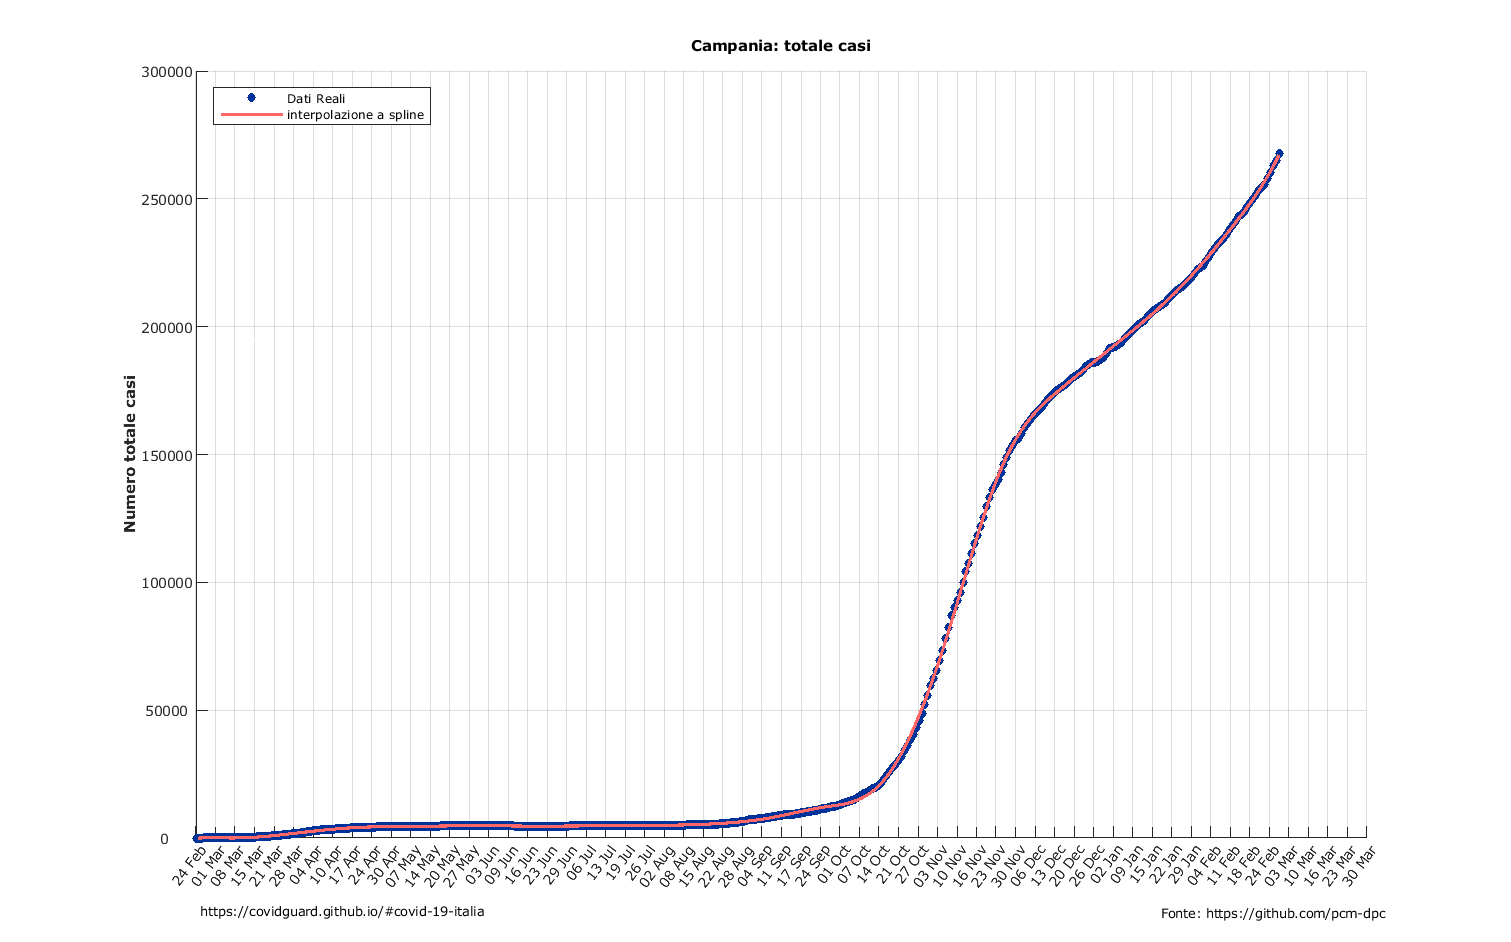 Campania: totale casi
300000
Dati Reali
interpolazione a spline
250000
200000
150000
100000
50000
0
Numero totale casi
24 Feb
01 Mar
08 Mar
15 Mar
21 Mar
28 Mar
04 Apr
10 Apr
17 Apr
24 Apr
30 Apr
07 May
14 May
20 May
27 May
03 Jun
09 Jun
16 Jun
23 Jun
29 Jun
06 Jul
13 Jul
19 Jul
26 Jul
02 Aug
08 Aug
15 Aug
22 Aug
28 Aug
04 Sep
11 Sep
17 Sep
24 Sep
01 Oct
07 Oct
14 Oct
21 Oct
27 Oct
03 Nov
10 Nov
16 Nov
23 Nov
30 Nov
06 Dec
13 Dec
20 Dec
26 Dec
02 Jan
09 Jan
15 Jan
22 Jan
29 Jan
04 Feb
11 Feb
18 Feb
24 Feb
03 Mar
10 Mar
16 Mar
23 Mar
30 Mar
https://covidguard.github.io/#covid-19-italia
Fonte: https://github.com/pcm-dpc